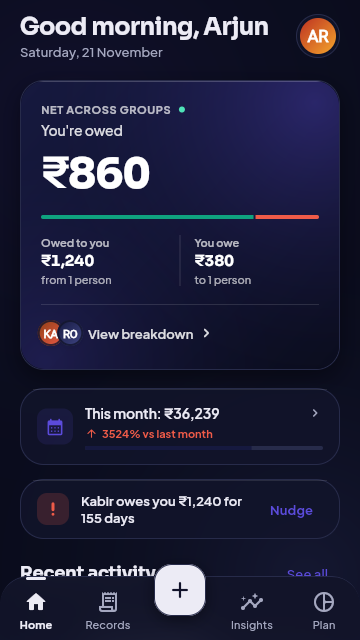 Good morning, Arjun
AR
Saturday, 21 November
NET ACROSS GROUPS
You're owed
₹860
Owed to you
₹1,240
from 1 person
You owe
₹380
to 1 person
KA RO View breakdown
This month: ₹36,239
↑ 3524% vs last month
Kabir owes you ₹1,240 for
155 days
Nudge
Recent activity
See all
Home
Records
+
Insights
Plan